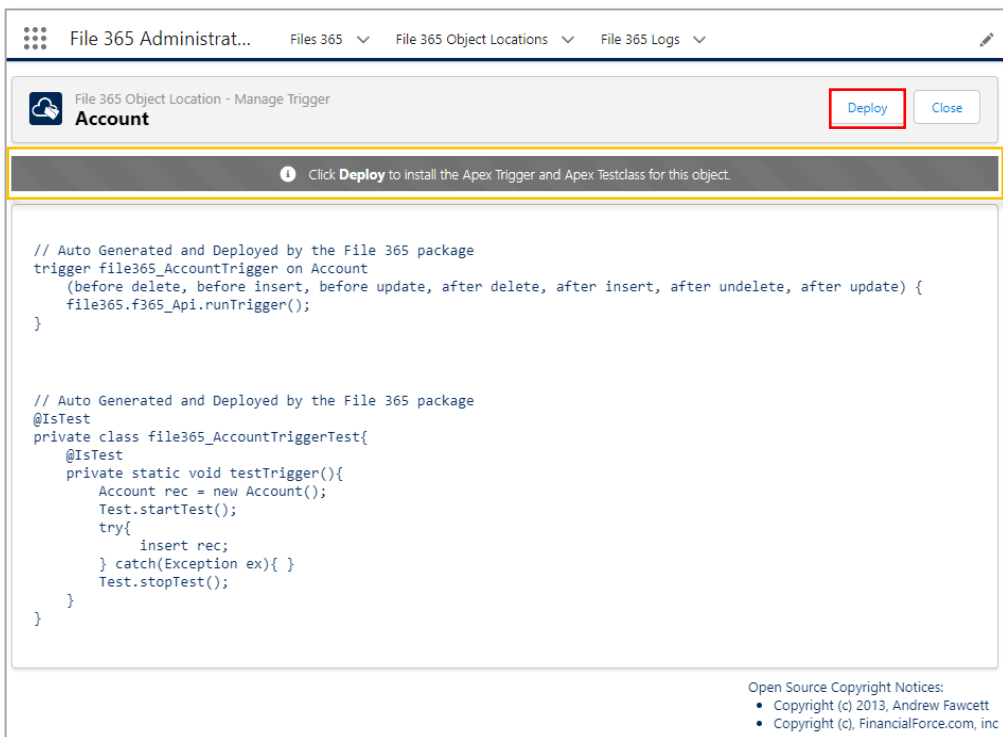 File 365 Administrat... Files 365 File 365 Object Locations File 365 Logs
File 365 Object Location - Manage Trigger
Account
Deploy Close
Click Deploy to install the Apex Trigger and Apex Testclass for this object.
// Auto Generated and Deployed by the File 365 package
trigger file365_AccountTrigger on Account
(before delete, before insert, before update, after delete, after insert, after undelete, after update) {
file365.f365_Api.runTrigger();
}
// Auto Generated and Deployed by the File 365 package
@IsTest
private class file365_AccountTriggerTest{
@IsTest
private static void testTrigger(){
Account rec = new Account();
Test.startTest();
try{
insert rec;
} catch(Exception ex){ }
Test.stopTest();
}
}
Open Source Copyright Notices:
• Copyright (c) 2013, Andrew Fawcett
• Copyright (c), FinancialForce.com, inc